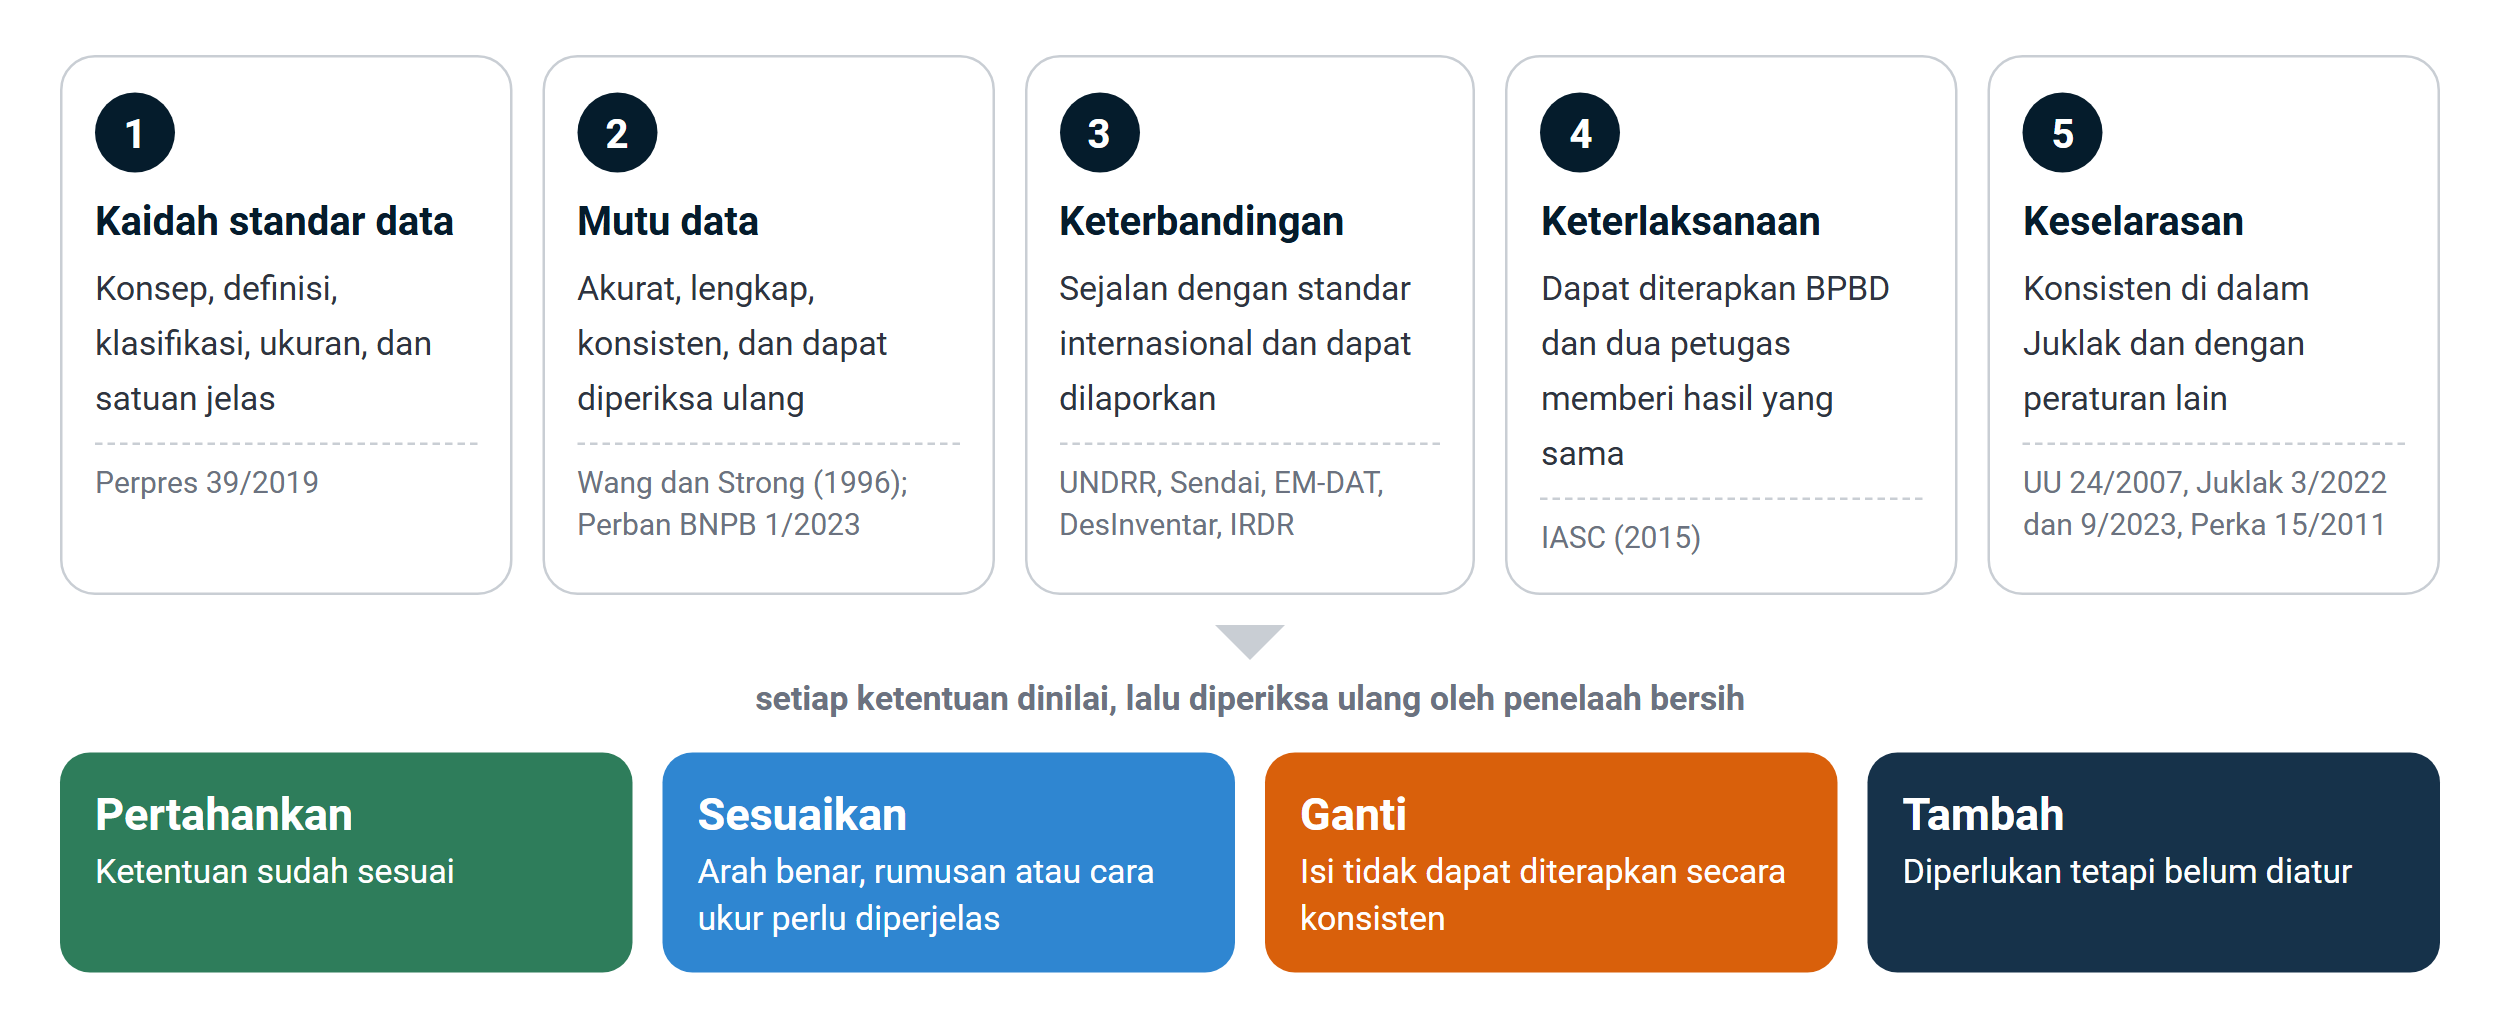 1
Kaidah standar data
Konsep, definisi,
klasifikasi, ukuran, dan
satuan jelas
Perpres 39/2019
2
Mutu data
Akurat, lengkap,
konsisten, dan dapat
diperiksa ulang
Wang dan Strong (1996);
Perban BNPB 1/2023
3
Keterbandingan
Sejalan dengan standar
internasional dan dapat
dilaporkan
UNDRR, Sendai, EM-DAT,
DesInventar, IRDR
4
Keterlaksanaan
Dapat diterapkan BPBD
dan dua petugas
memberi hasil yang
sama
IASC (2015)
5
Keselarasan
Konsisten di dalam
Juklak dan dengan
peraturan lain
UU 24/2007, Juklak 3/2022
dan 9/2023, Perka 15/2011
setiap ketentuan dinilai, lalu diperiksa ulang oleh penelaah bersih
Pertahankan
Ketentuan sudah sesuai
Sesuaikan
Arah benar, rumusan atau cara
ukur perlu diperjelas
Ganti
Isi tidak dapat diterapkan secara
konsisten
Tambah
Diperlukan tetapi belum diatur